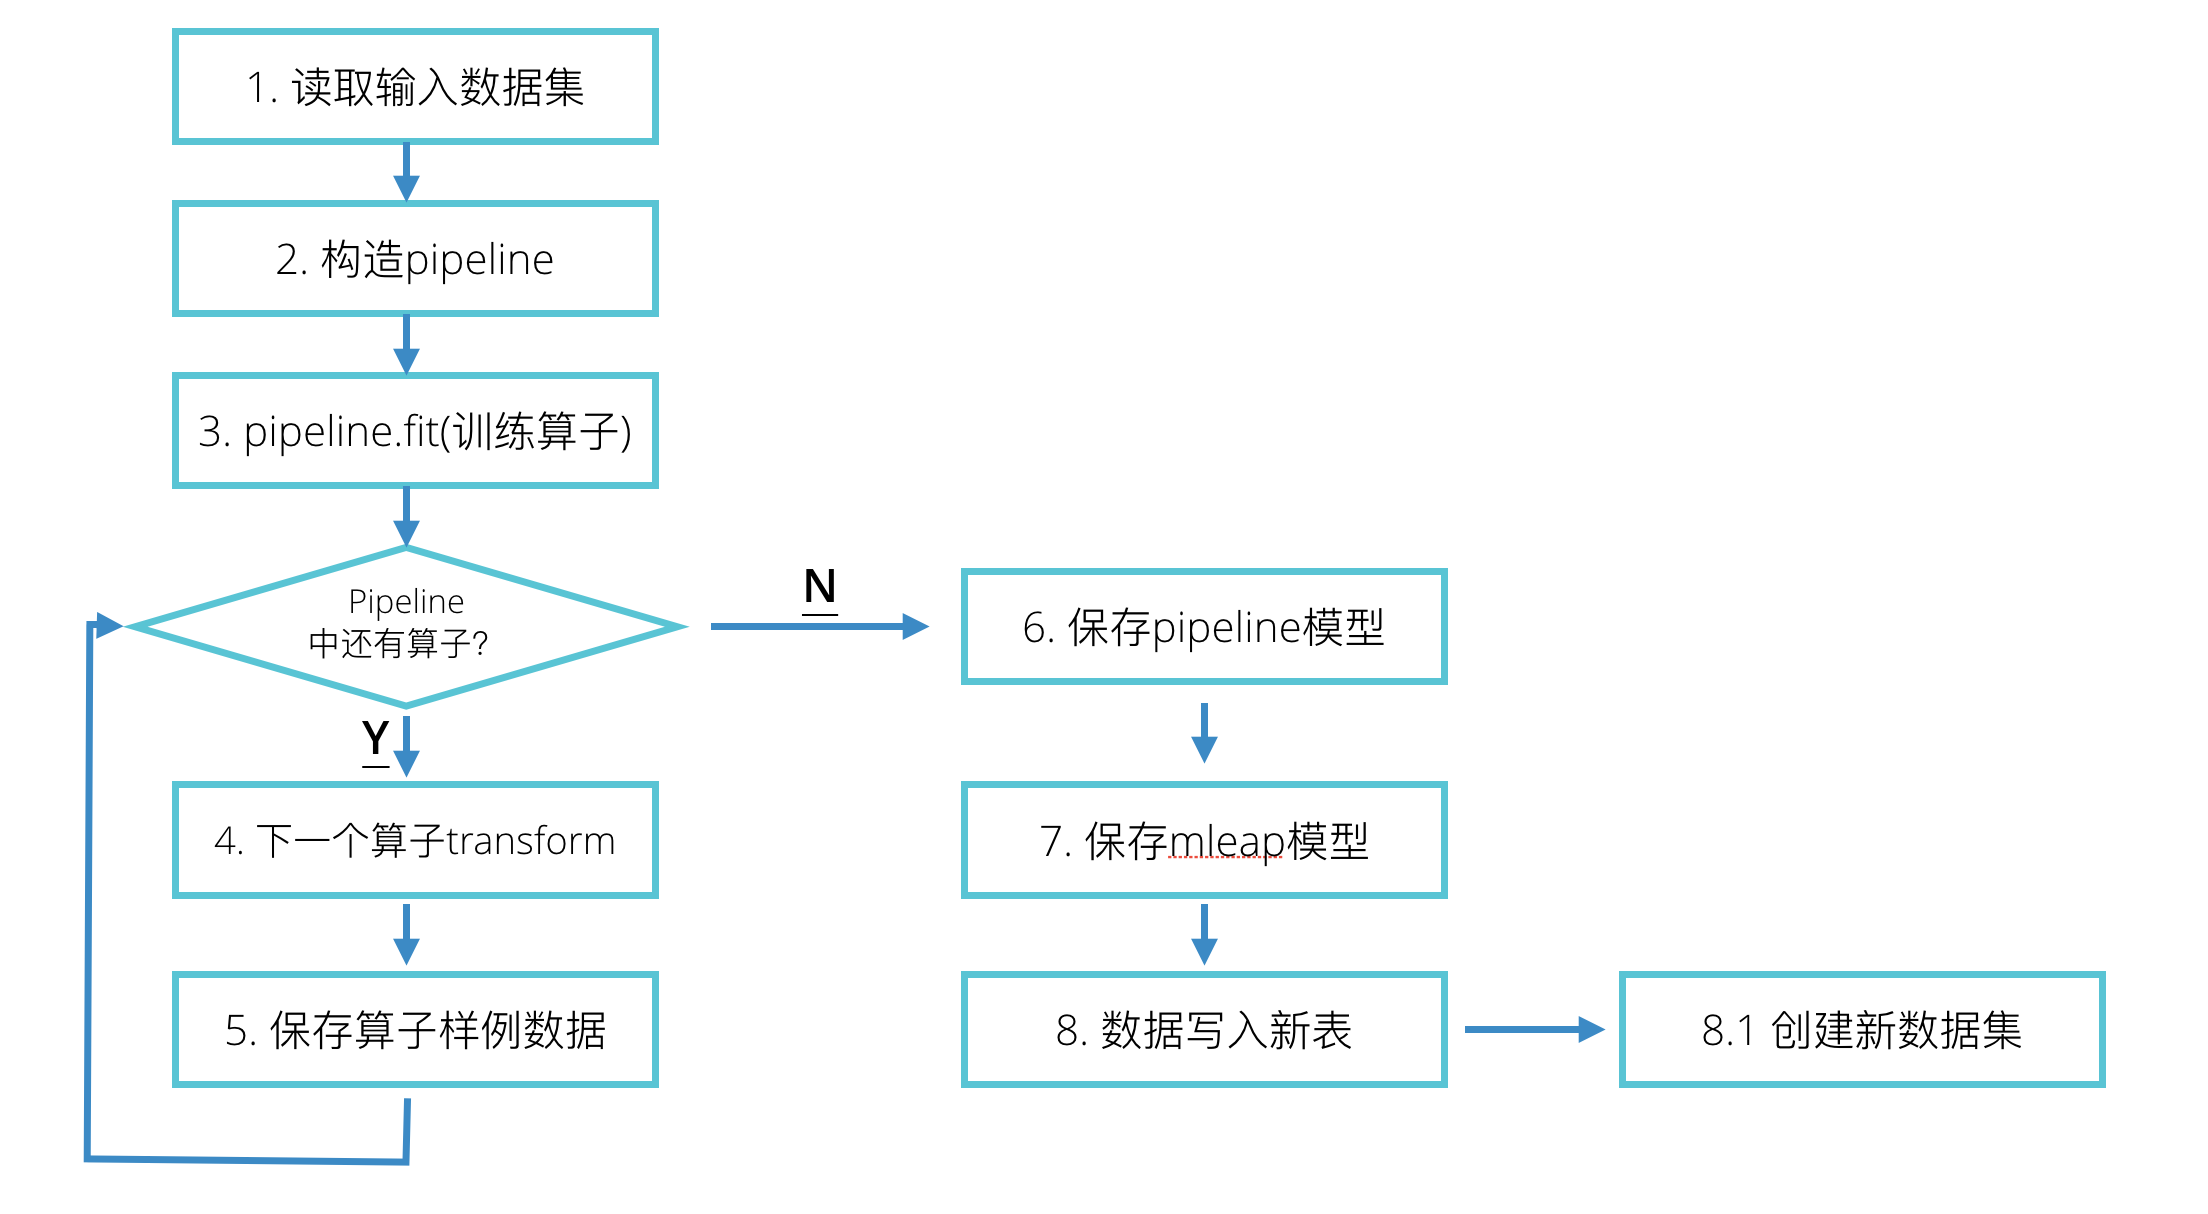 1. 读取输入数据集
2. 构造pipeline
3. pipeline.fit(训练算子)
Pipeline
中还有算子?
N
Y
4. 下一个算子transform
5. 保存算子样例数据
6. 保存pipeline模型
7. 保存mleap模型
8. 数据写入新表
8.1 创建新数据集